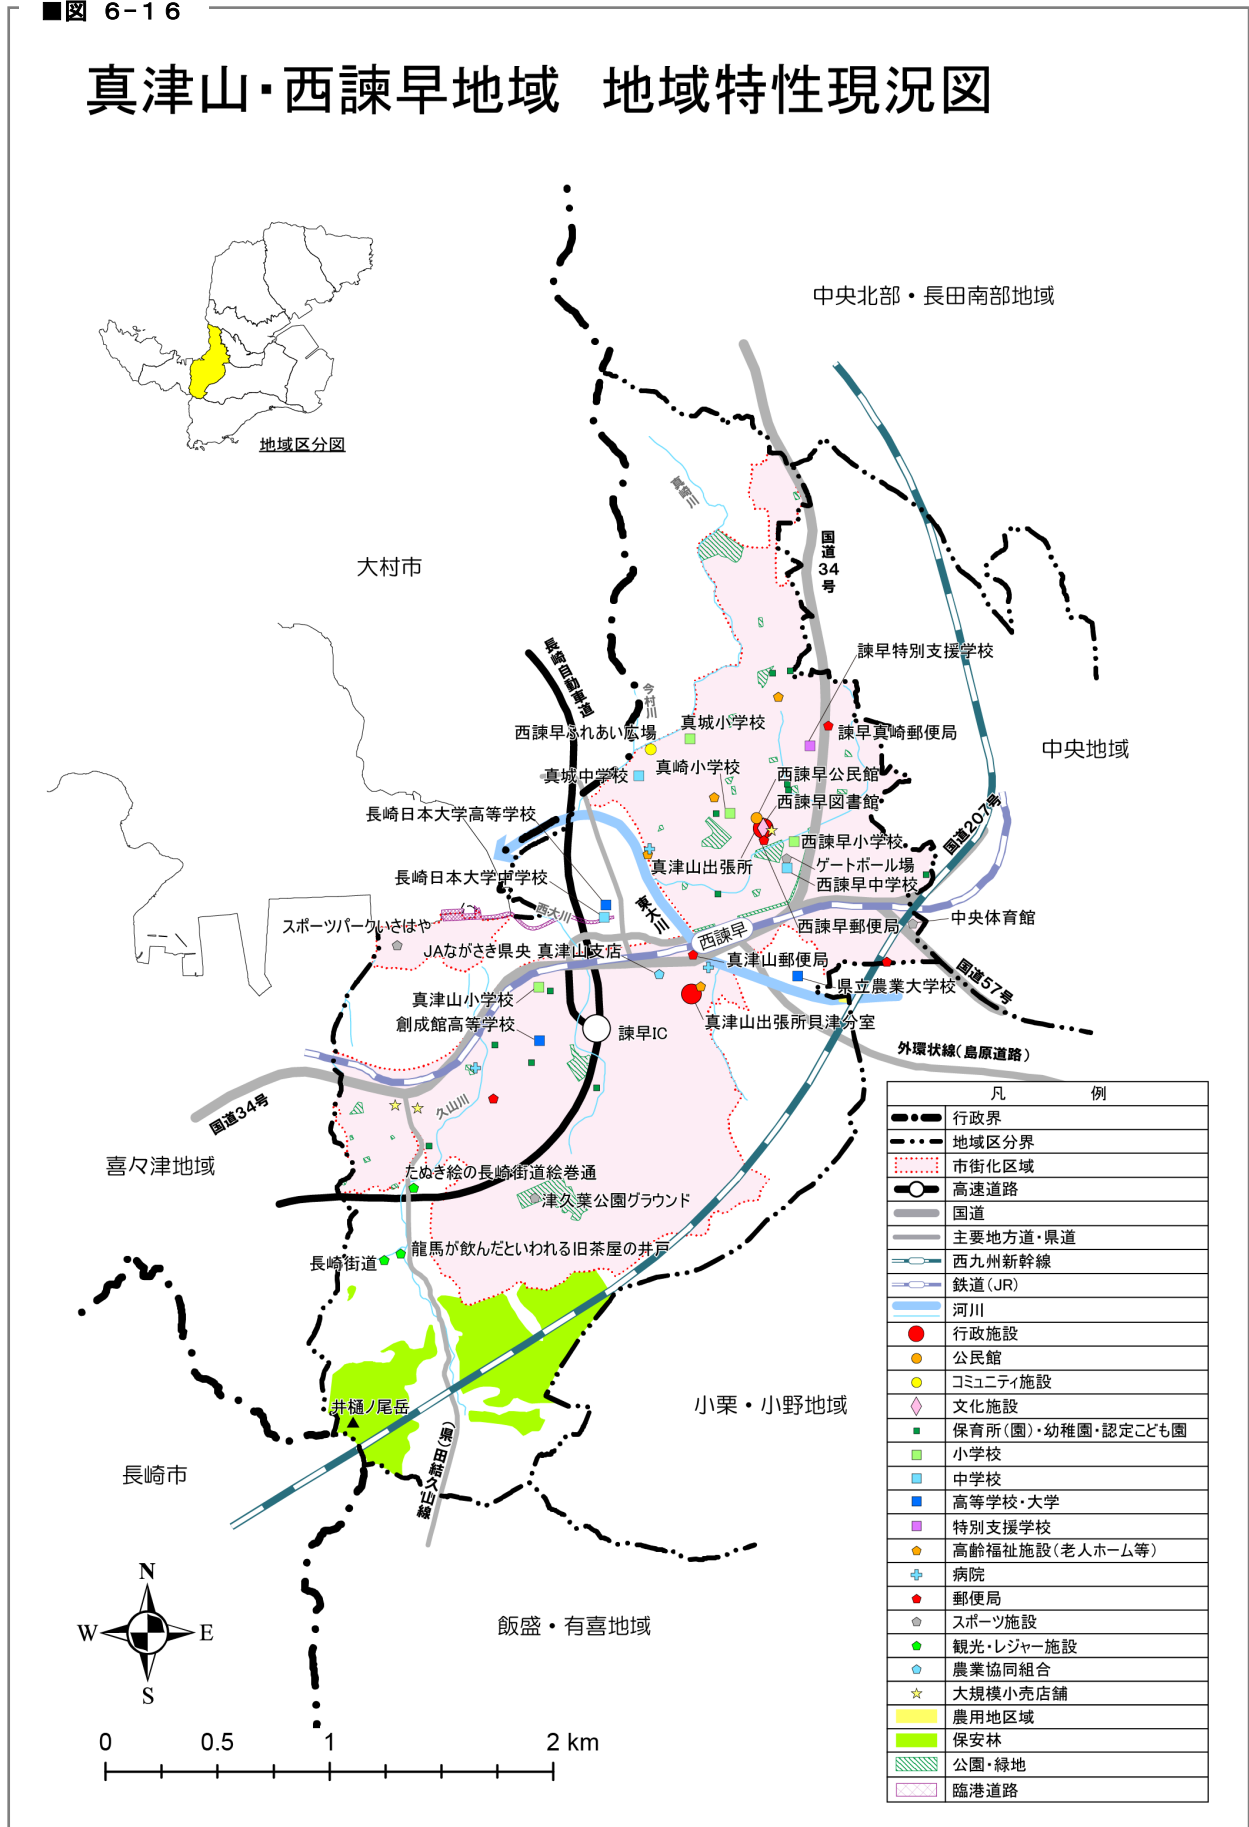 ■図 6-16
真津山・西諫早地域　地域特性現況図
地域区分図
中央北部・長田南部地域
真崎川
国道34号
大村市
長崎自動車道
諫早特別支援学校
今村川
西諫早ふれあい広場
真城小学校
諫早真崎郵便局
中央地域
真城中学校
真崎小学校
西諫早公民館
西諫早図書館
国道207号
長崎日本大学高等学校
西諫早小学校
真津山出張所
ゲートボール場
長崎日本大学中学校
西諫早中学校
西大川
東大川
スポーツパークいさはや
西諫早
西諫早郵便局
中央体育館
JAながさき県央 真津山支店
真津山郵便局
国道57号
県立農業大学校
真津山小学校
真津山出張所貝津分室
創成館高等学校
諫早IC
外環状線(島原道路)
国道34号
久山川
喜々津地域
たぬき絵の長崎街道絵巻通
津久葉公園グラウンド
龍馬が飲んだといわれる旧茶屋の井戸
長崎街道
井樋ノ尾岳
小栗・小野地域
(県)田結久山線
長崎市
飯盛・有喜地域
N
W
E
S
0 0.5 1 2 km
凡 例
行政界
地域区分界
市街化区域
高速道路
国道
主要地方道・県道
西九州新幹線
鉄道(JR)
河川
行政施設
公民館
コミュニティ施設
文化施設
保育所(園)・幼稚園・認定こども園
小学校
中学校
高等学校・大学
特別支援学校
高齢福祉施設(老人ホーム等)
病院
郵便局
スポーツ施設
観光・レジャー施設
農業協同組合
大規模小売店舗
農用地区域
保安林
公園・緑地
臨港道路